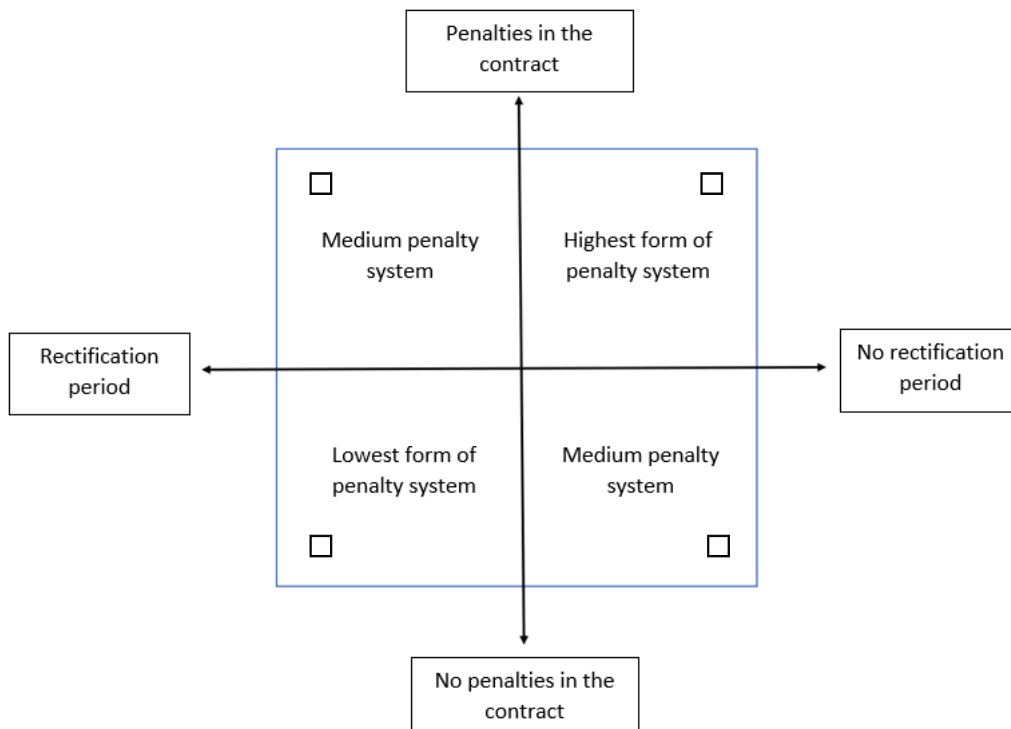 Penalties in the
contract
Medium penalty
system
Highest form of
penalty system
Rectification
period
No rectification
period
Lowest form of
penalty system
Medium penalty
system
No penalties in the
contract